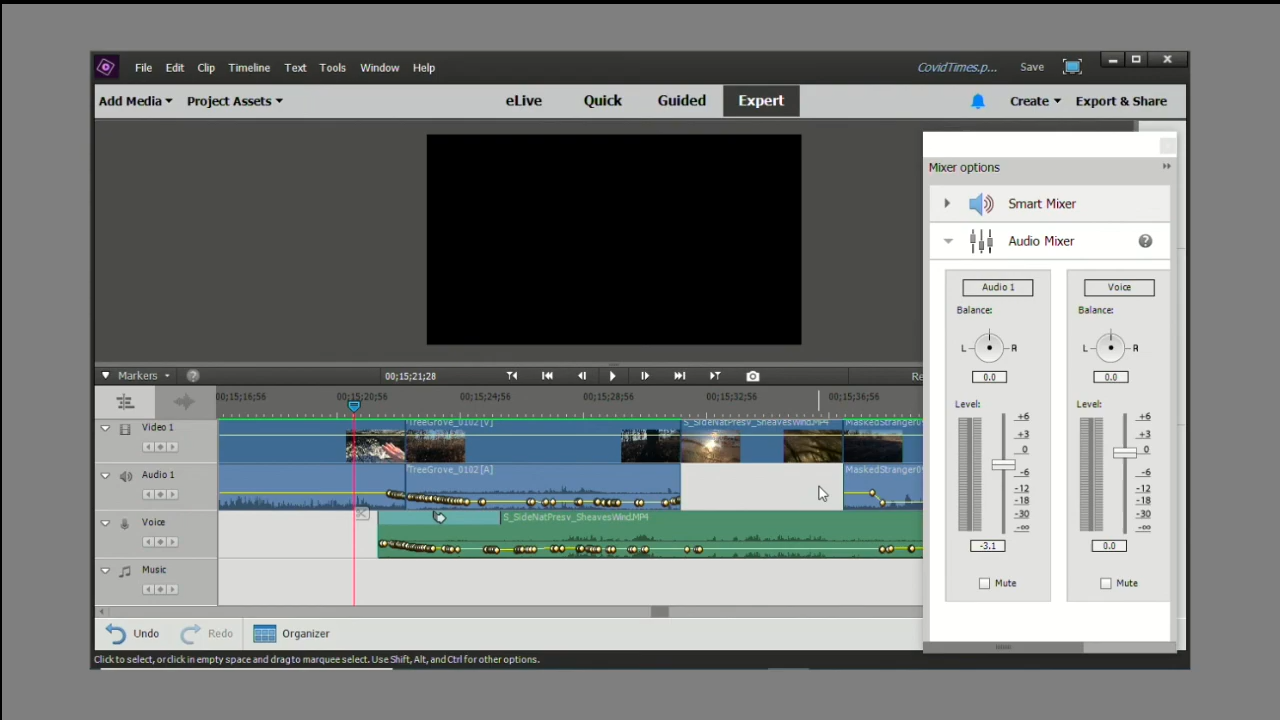 File Edit Clip Timeline Text Tools Window Help CovidTimes.p... Save
Add Media Project Assets eLive Quick Guided Expert Create Export & Share
Mixer options
Smart Mixer
Audio Mixer
Audio 1 Voice
Balance: Balance:
L R L R
0.0 0.0
Level: Level:
+6 +6
+3 +3
0 0
-6 -6
-12 -12
-18 -18
-30 -30
-∞ -∞
-3.1 0.0
Mute Mute
Markers 00;15;21;28 Re
00;15;16;56 00;15;20;56 00;15;24;56 00;15;28;56 00;15;32;56 00;15;36;56
Video 1 TreeGrove_0102 [V] S_SideNatPresv_SheavesWind.MP4 MaskedStranger0
Audio 1 TreeGrove_0102 [A] MaskedStranger0
Voice S_SideNatPresv_SheavesWind.MP4
Music
Undo Redo Organizer
Click to select, or click in empty space and drag to marquee select. Use Shift, Alt, and Ctrl for other options.